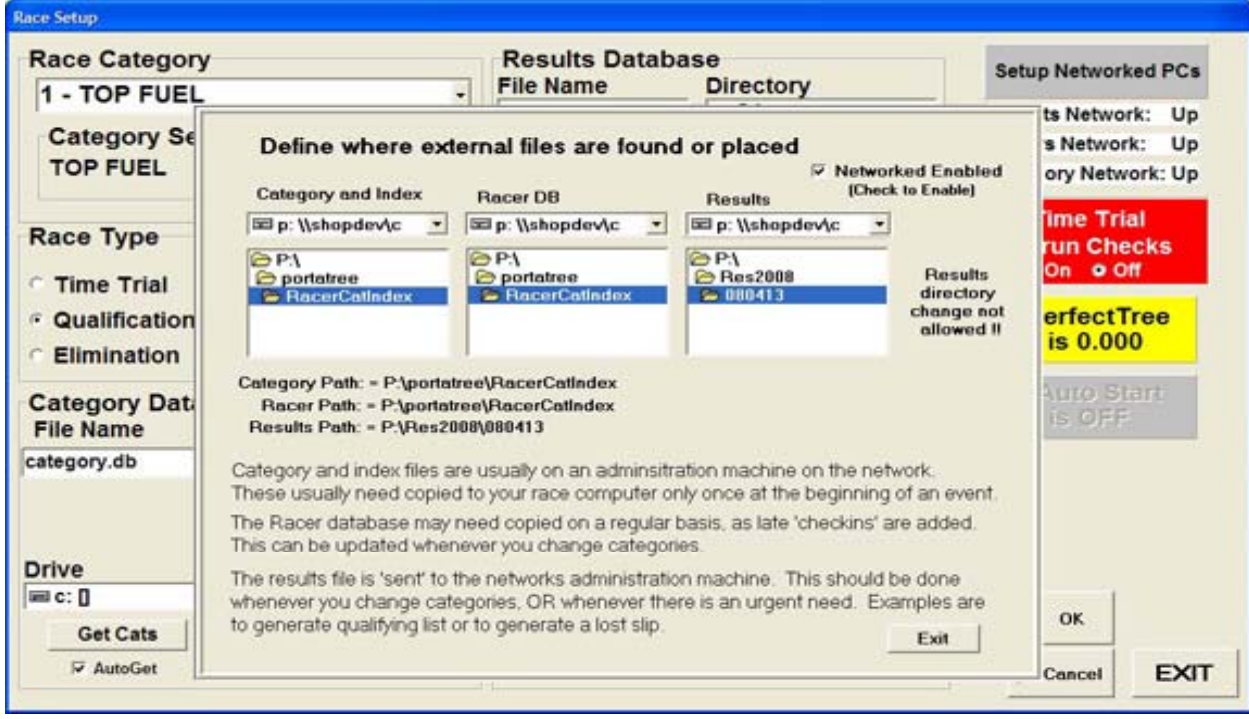 Race Setup
Race Category
1 - TOP FUEL
Category Se
TOP FUEL
Race Type
Time Trial
Qualification
Elimination
Category Dat
File Name
category.db
Drive
c: []
Get Cats
AutoGet
Results Database
File Name Directory
Define where external files are found or placed
Networked Enabled
(Check to Enable)
Category and Index Racer DB Results
p: \\shopdev\c p: \\shopdev\c p: \\shopdev\c
P:\ P:\ P:\
portatree portatree Res2008
RacerCatIndex RacerCatIndex 080413
Results
directory
change not
allowed !!
Category Path: = P:\portatree\RacerCatIndex
Racer Path: = P:\portatree\RacerCatIndex
Results Path: = P:\Res2008\080413
Category and index files are usually on an adminsitration machine on the network.
These usually need copied to your race computer only once at the beginning of an event.
The Racer database may need copied on a regular basis, as late 'checkins' are added.
This can be updated whenever you change categories.
The results file is 'sent' to the networks administration machine. This should be done
whenever you change categories, OR whenever there is an urgent need. Examples are
to generate qualifying list or to generate a lost slip.
Exit
Setup Networked PCs
ts Network: Up
s Network: Up
ory Network: Up
Time Trial
run Checks
On Off
erfectTree
is 0.000
Auto Start
is OFF
OK
Cancel
EXIT